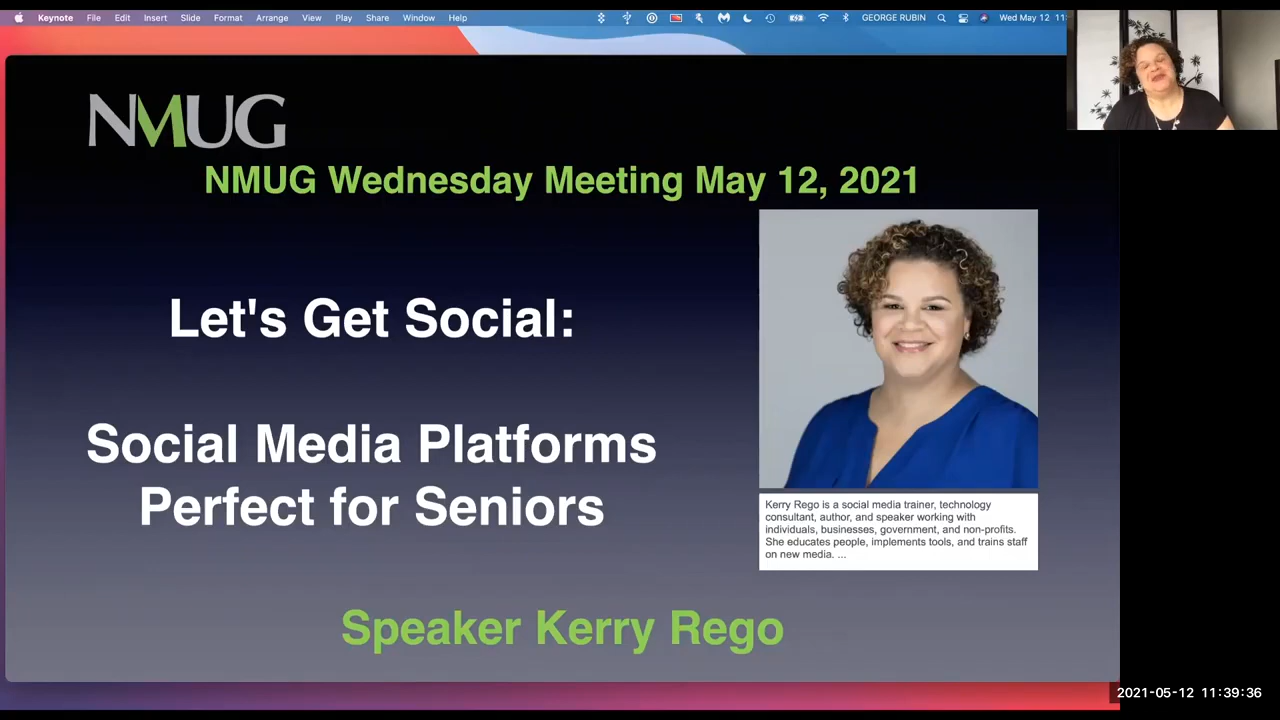 Keynote File Edit Insert Slide Format Arrange View Play Share Window Help GEORGE RUBIN Wed May 12 11:
NMUG
NMUG Wednesday Meeting May 12, 2021
Let's Get Social:
Social Media Platforms
Perfect for Seniors
Kerry Rego is a social media trainer, technology
consultant, author, and speaker working with
individuals, businesses, government, and non-profits.
She educates people, implements tools, and trains staff
on new media. ...
Speaker Kerry Rego
2021-05-12 11:39:36